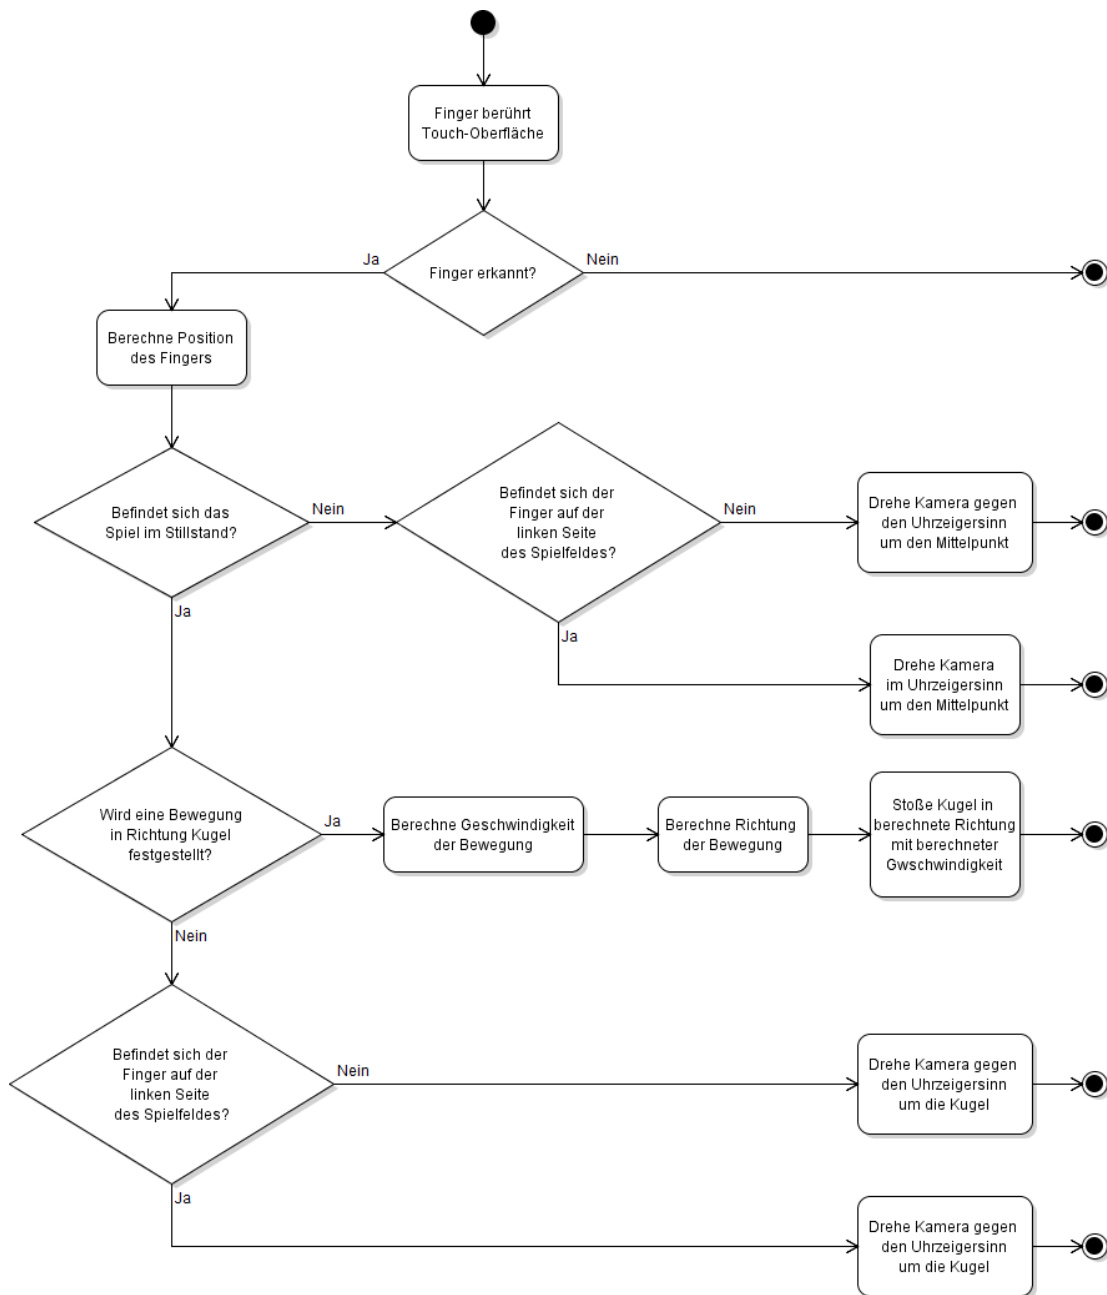 Finger berührt
Touch-Oberfläche
Ja
Nein
Finger erkannt?
Berechne Position
des Fingers
Befindet sich das
Spiel im Stillstand?
Nein
Ja
Befindet sich der
Finger auf der
linken Seite
des Spielfeldes?
Nein
Drehe Kamera gegen
den Uhrzeigersinn
um den Mittelpunkt
Ja
Drehe Kamera
im Uhrzeigersinn
um den Mittelpunkt
Wird eine Bewegung
in Richtung Kugel
festgestellt?
Ja
Berechne Geschwindigkeit
der Bewegung
Berechne Richtung
der Bewegung
Stoße Kugel in
berechnete Richtung
mit berechneter
Gwschwindigkeit
Nein
Befindet sich der
Finger auf der
linken Seite
des Spielfeldes?
Nein
Drehe Kamera gegen
den Uhrzeigersinn
um die Kugel
Ja
Drehe Kamera gegen
den Uhrzeigersinn
um die Kugel